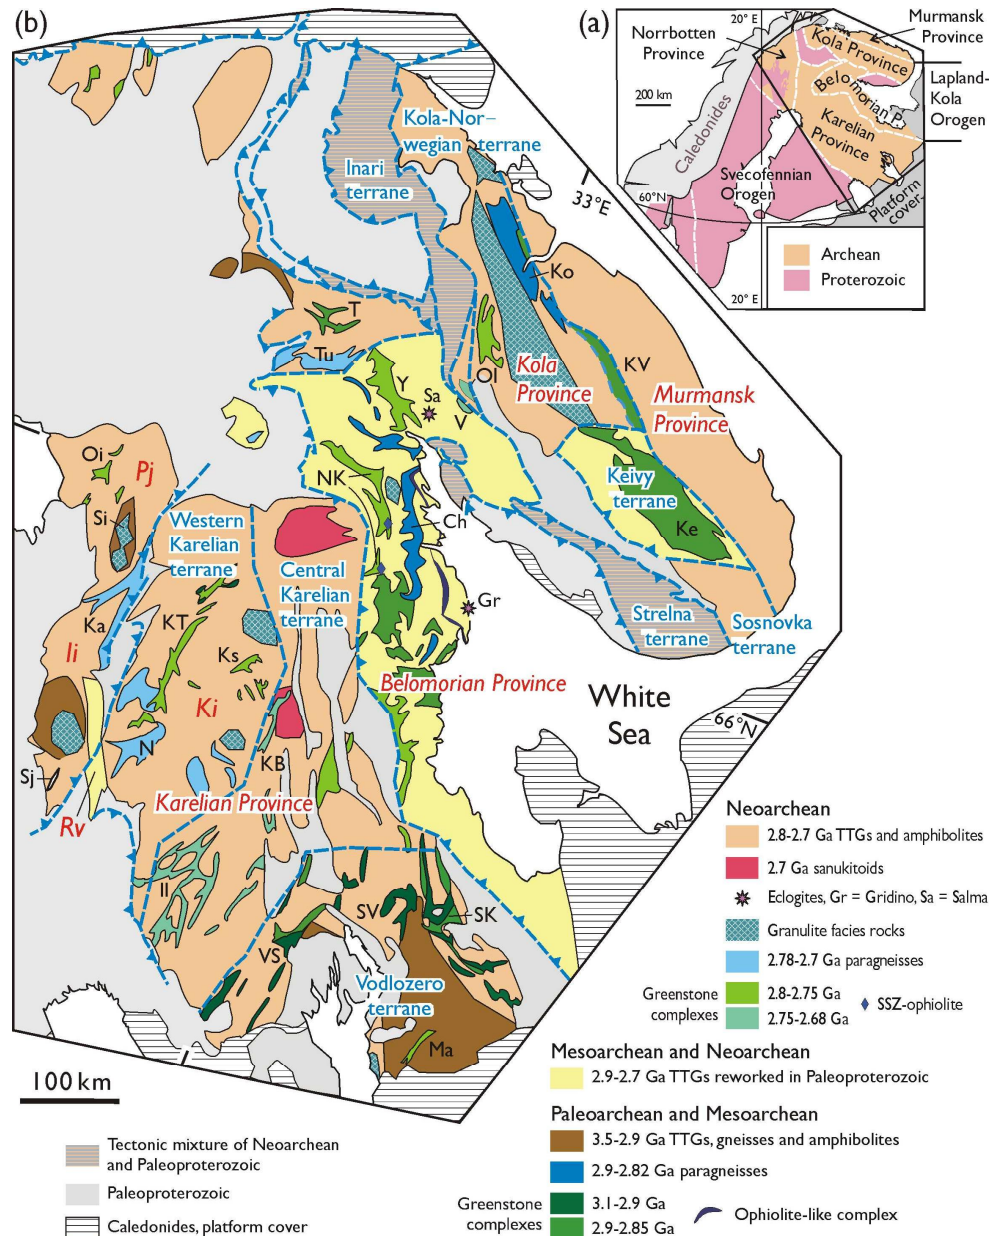 (b)
(a)
20° E
Norrbotten
Province
Murmansk
Province
Kola Province
Belomorian P.
Lapland-
Kola
Orogen
200 km
Karelian
Province
Caledonides
Svecofennian
Orogen
60°N
Platform
cover
Archean
Proterozoic
20° E
Kola-Nor-
wegian terrane
Inari
terrane
33°E
Ko
T
Tu
Y
Sa
Ol
V
Kola
Province
KV
Murmansk
Province
Oi
Pj
Si
NK
Ch
Keivy
terrane
Ke
Western
Karelian
terrane
Central
Karelian
terrane
Gr
Strelna
terrane
Sosnovka
terrane
Ka
KT
Ii
Ks
Ki
Belomorian Province
White
Sea
66°N
N
Sj
KB
Rv
Karelian Province
Il
SV
SK
VS
Vodlozero
terrane
Ma
100 km
Neoarchean
2.8-2.7 Ga TTGs and amphibolites
2.7 Ga sanukitoids
Eclogites, Gr = Gridino, Sa = Salma
Granulite facies rocks
2.78-2.7 Ga paragneisses
Greenstone
complexes
2.8-2.75 Ga
2.75-2.68 Ga
SSZ-ophiolite
Mesoarchean and Neoarchean
2.9-2.7 Ga TTGs reworked in Paleoproterozoic
Paleoarchean and Mesoarchean
3.5-2.9 Ga TTGs, gneisses and amphibolites
2.9-2.82 Ga paragneisses
Greenstone
complexes
3.1-2.9 Ga
2.9-2.85 Ga
Ophiolite-like complex
Tectonic mixture of Neoarchean
and Paleoproterozoic
Paleoproterozoic
Caledonides, platform cover